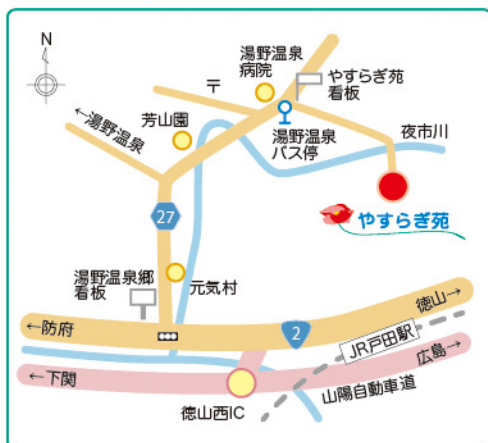 N
湯野温泉
病院
やすらぎ苑
看板
〒
←湯野温泉
芳山園
湯野温泉
バス停
夜市川
やすらぎ苑
27
湯野温泉郷
看板
元気村
徳山→
←防府
2
JR戸田駅
広島→
←下関
山陽自動車道
徳山西IC